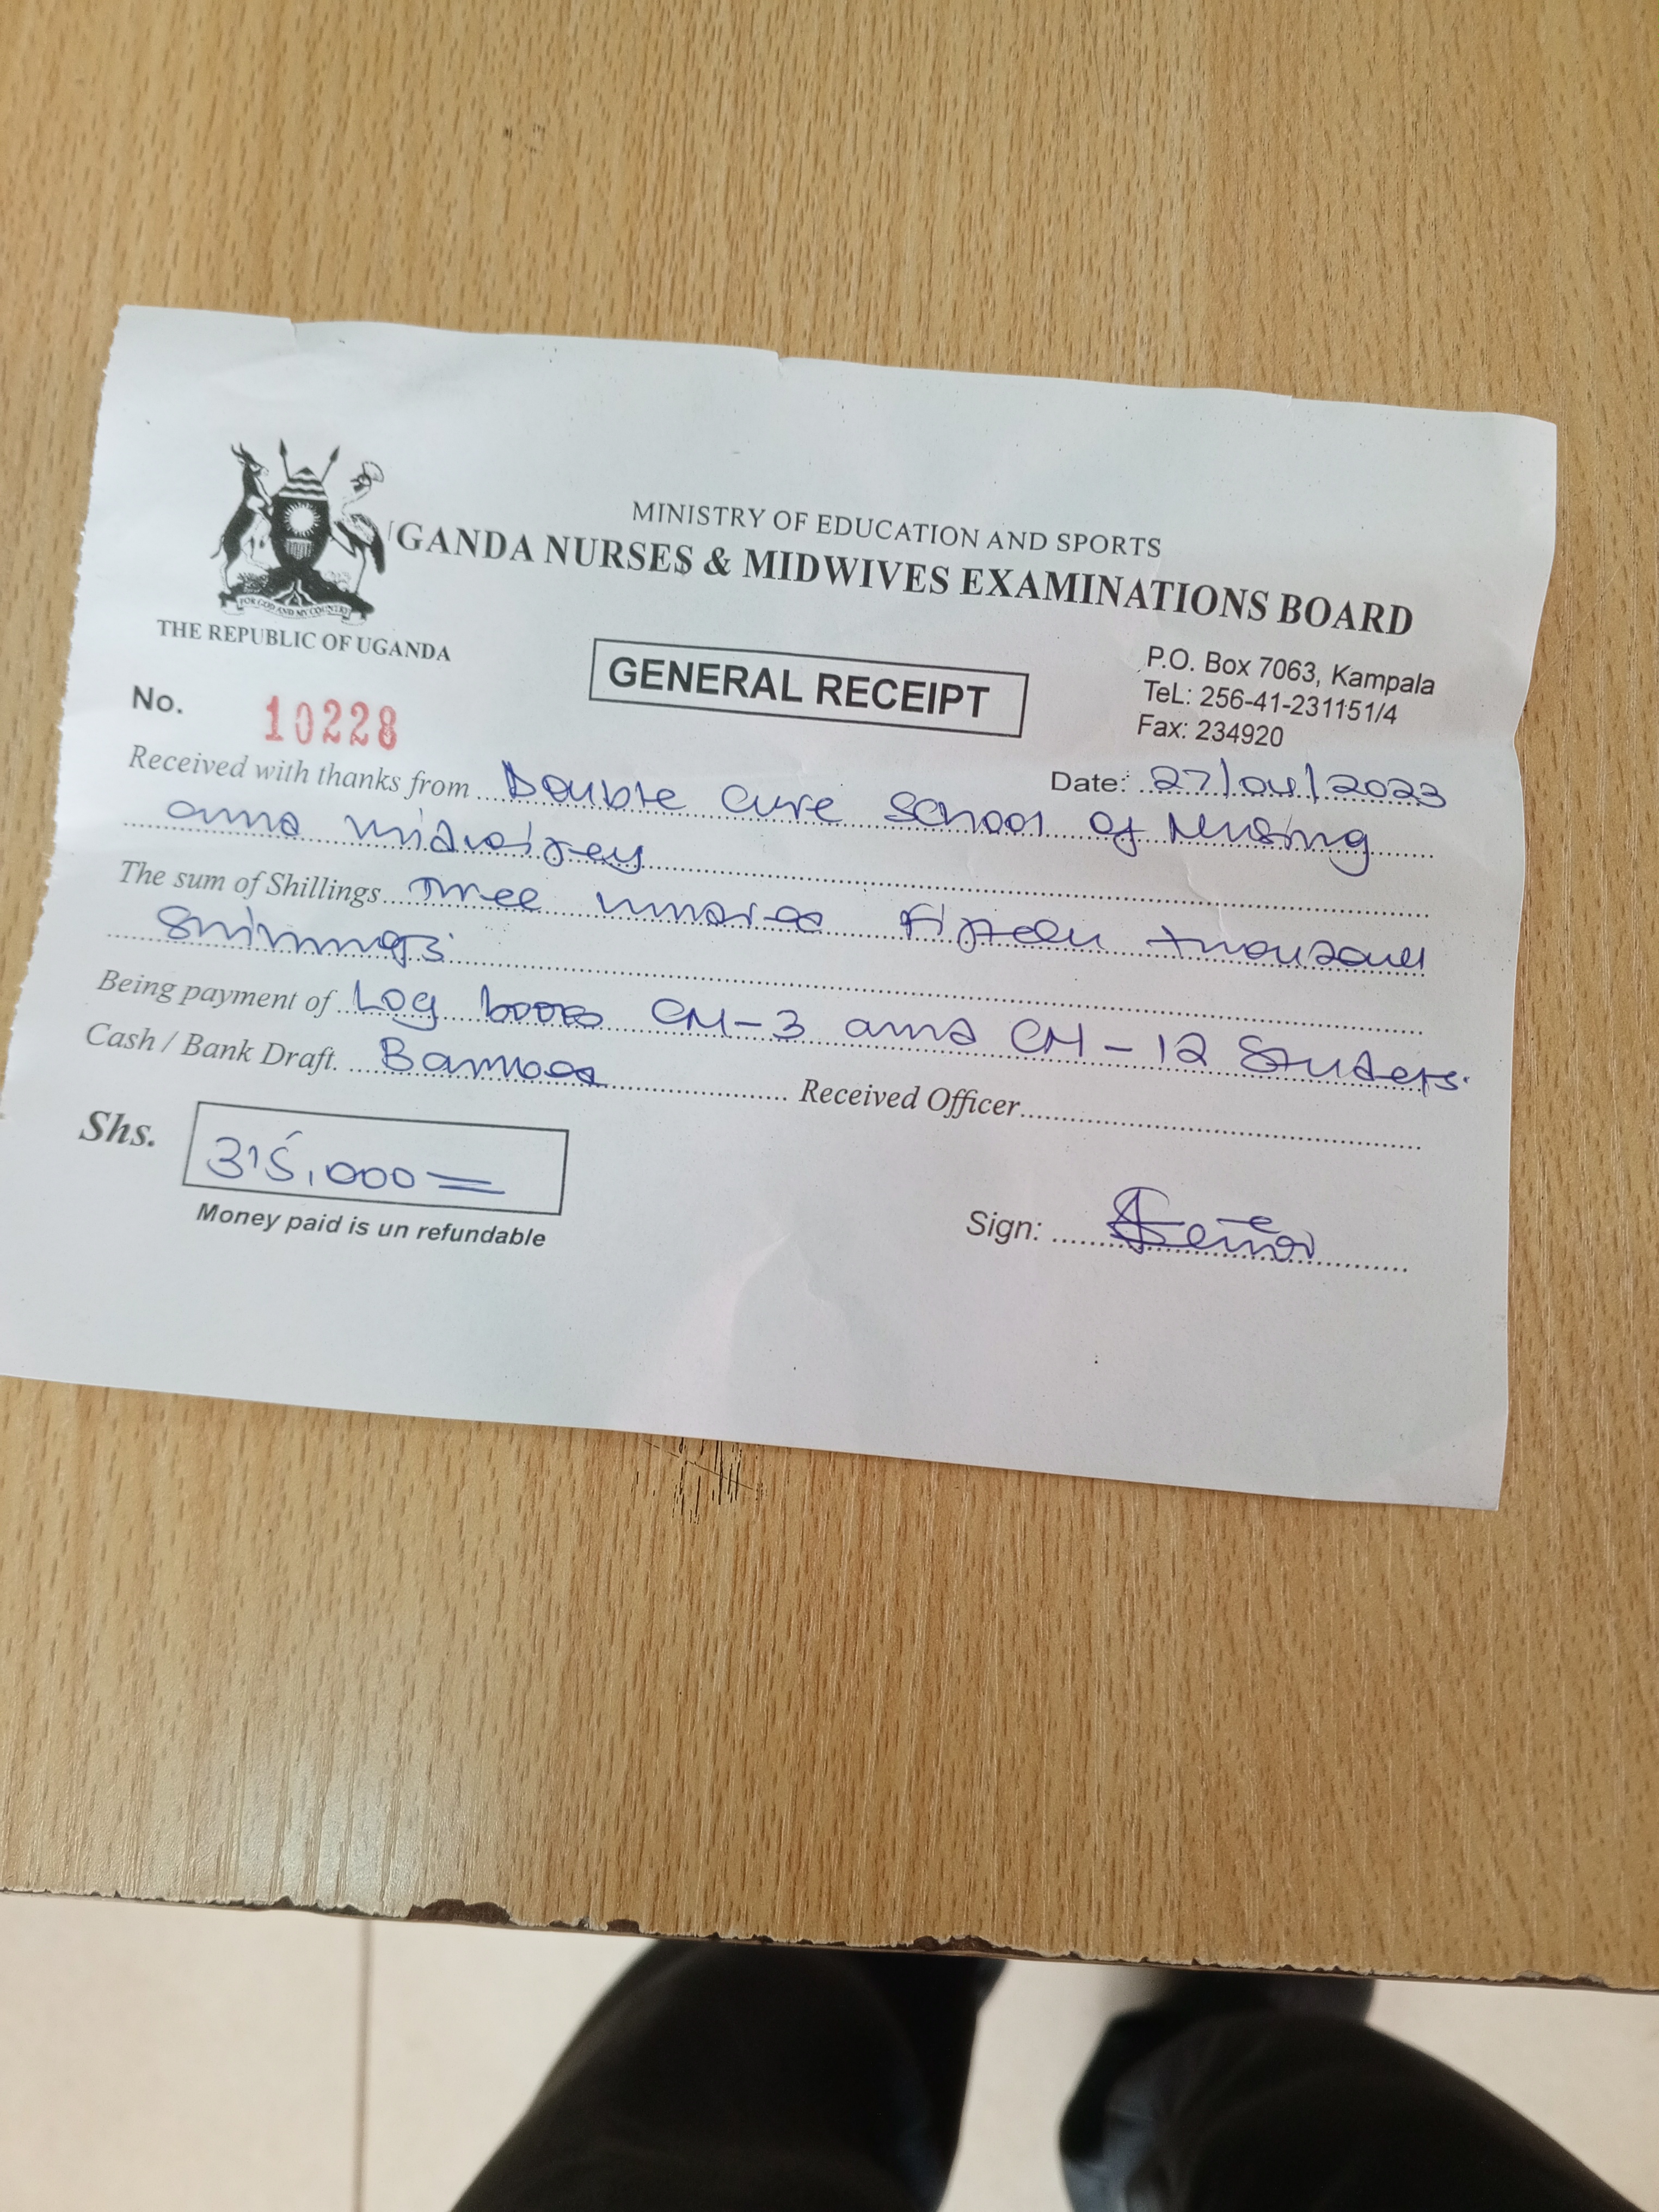 MINISTRY OF EDUCATION AND SPORTS
UGANDA NURSES & MIDWIVES EXAMINATIONS BOARD
FOR GOD AND MY COUNTRY
THE REPUBLIC OF UGANDA
GENERAL RECEIPT
P.O. Box 7063, Kampala
TeL: 256-41-231151/4
Fax: 234920
No. 10228
Date: 27/04/2023
Received with thanks from Double Cure School of Nursing
and midwifery
The sum of Shillings Three hundred Fifteen thousand
Shillings
Being payment of Log books CM-3 and CH-12 Students.
Cash / Bank Draft. Banked Received Officer
Shs. 315,000=
Money paid is un refundable
Sign: